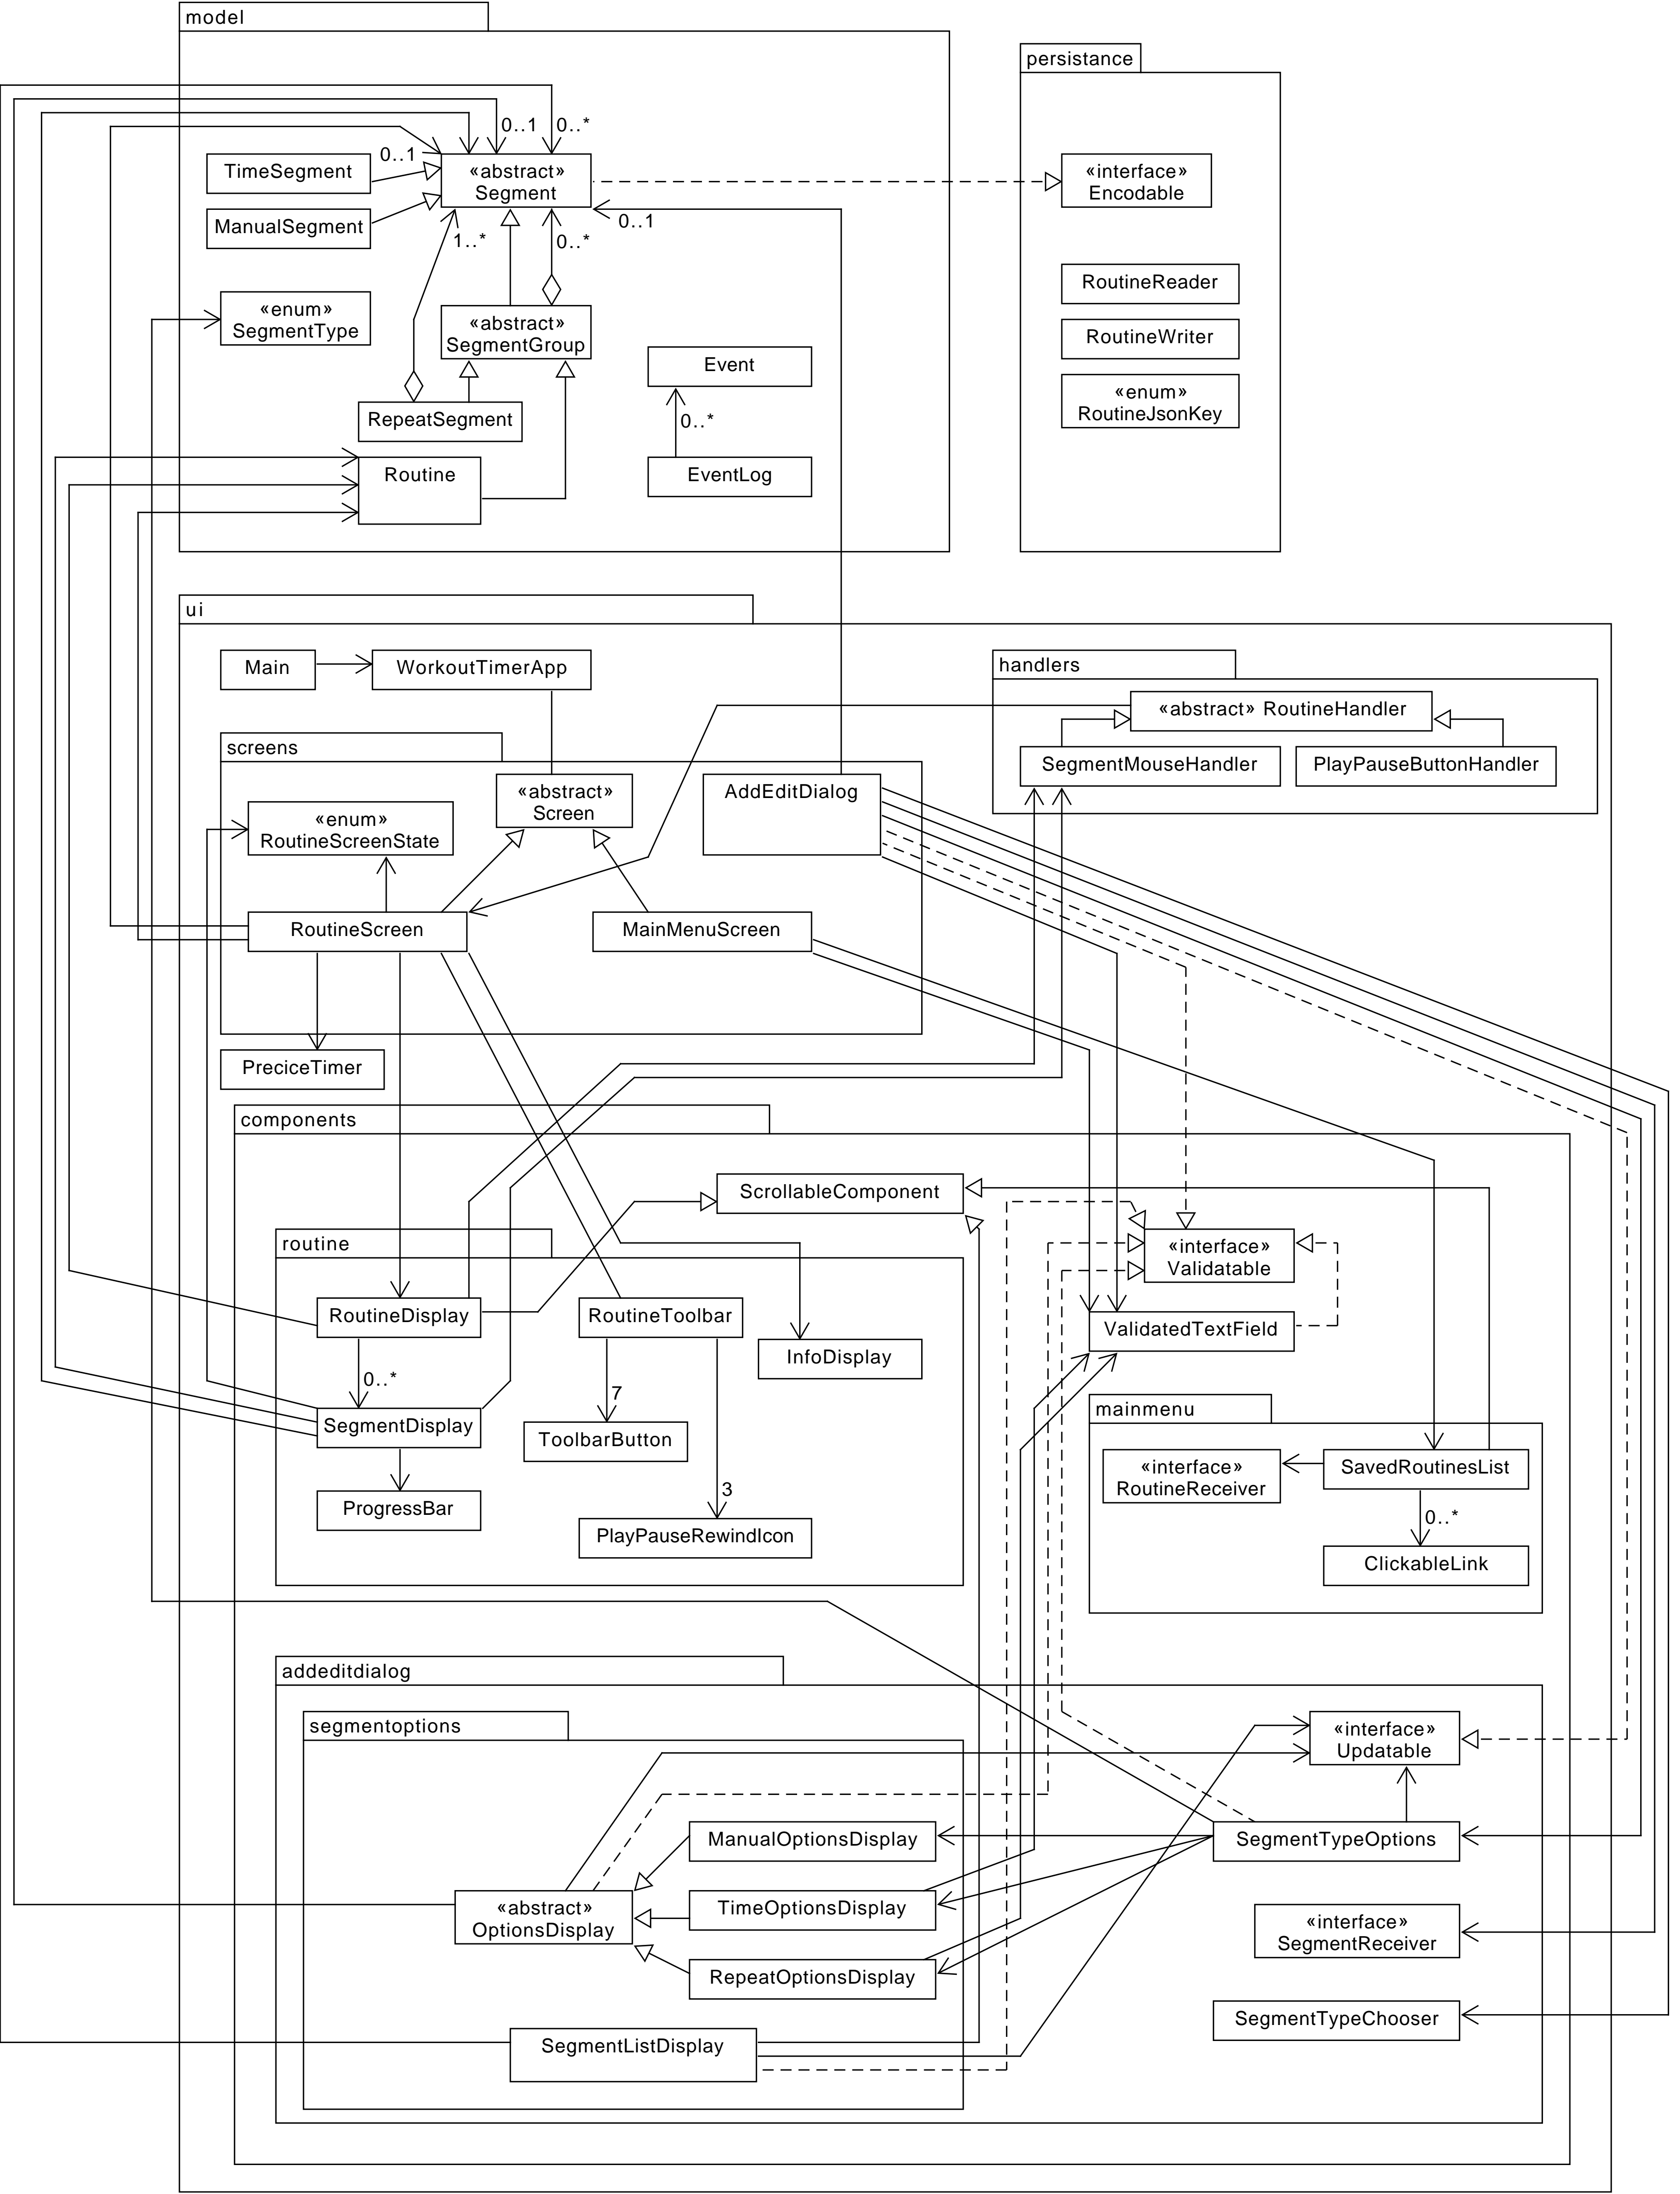 model
persistance
0..1
0..*
0..1
TimeSegment
«abstract»
Segment
«interface»
Encodable
ManualSegment
0..1
1..*
0..*
RoutineReader
«enum»
SegmentType
«abstract»
SegmentGroup
RoutineWriter
Event
«enum»
RoutineJsonKey
RepeatSegment
0..*
Routine
EventLog
ui
Main
WorkoutTimerApp
handlers
«abstract» RoutineHandler
screens
SegmentMouseHandler
PlayPauseButtonHandler
«abstract»
Screen
AddEditDialog
«enum»
RoutineScreenState
RoutineScreen
MainMenuScreen
PreciceTimer
components
ScrollableComponent
routine
«interface»
Validatable
RoutineDisplay
RoutineToolbar
ValidatedTextField
InfoDisplay
0..*
7
mainmenu
SegmentDisplay
ToolbarButton
«interface»
RoutineReceiver
SavedRoutinesList
3
ProgressBar
0..*
PlayPauseRewindIcon
ClickableLink
addeditdialog
segmentoptions
«interface»
Updatable
ManualOptionsDisplay
SegmentTypeOptions
«abstract»
OptionsDisplay
TimeOptionsDisplay
«interface»
SegmentReceiver
RepeatOptionsDisplay
SegmentTypeChooser
SegmentListDisplay